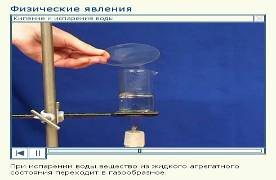 Физические явления
Кипение и испарение воды
При испарении воды вещество из жидкого агрегатного
состояния переходит в газообразное